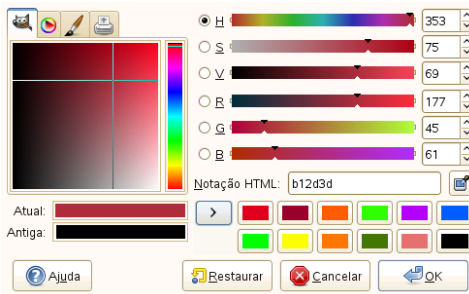 H 353
S 75
V 69
R 177
G 45
B 61
Notação HTML: b12d3d
Atual:
Antiga:
Ajuda Restaurar Cancelar OK